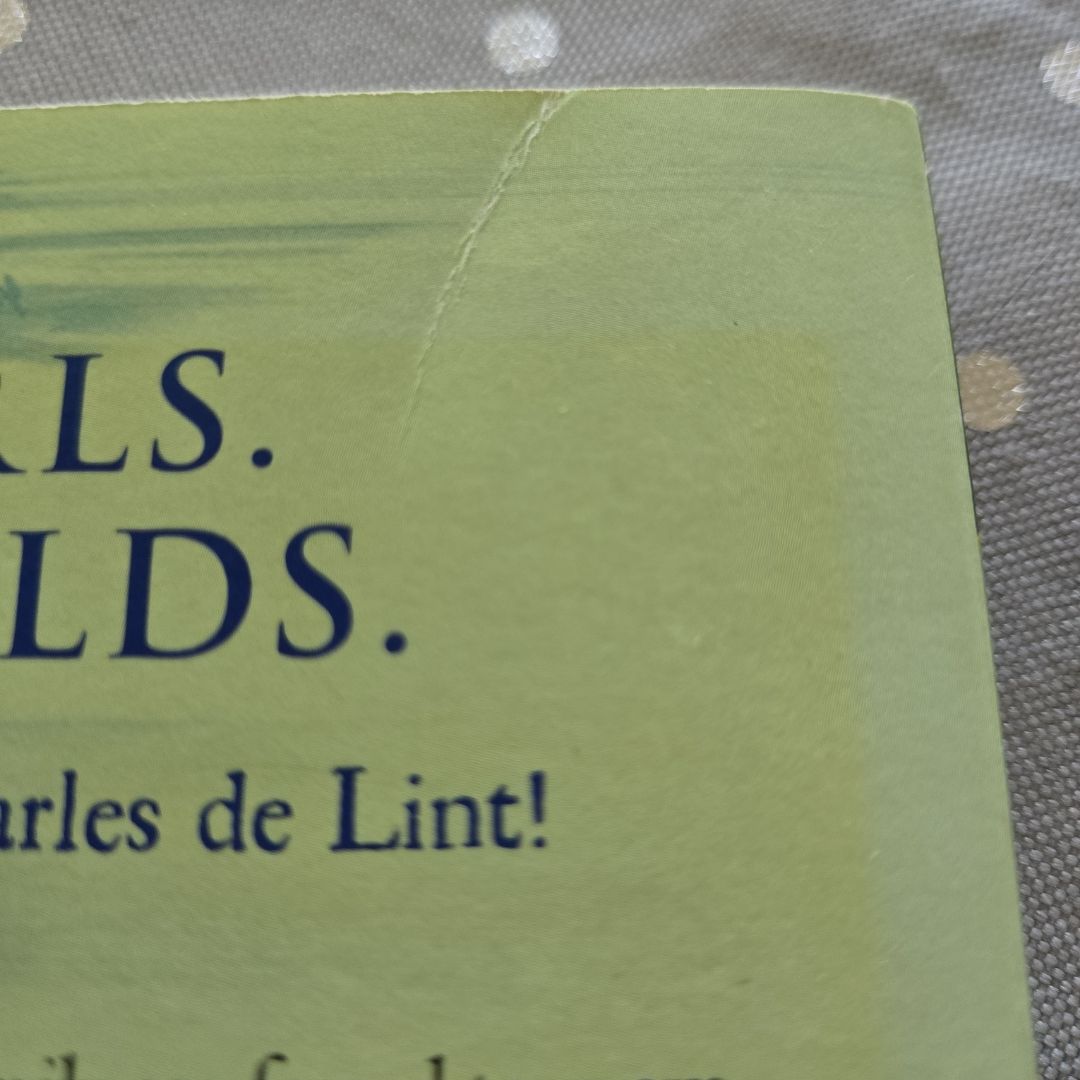 RLS.
LDS.
arles de Lint!